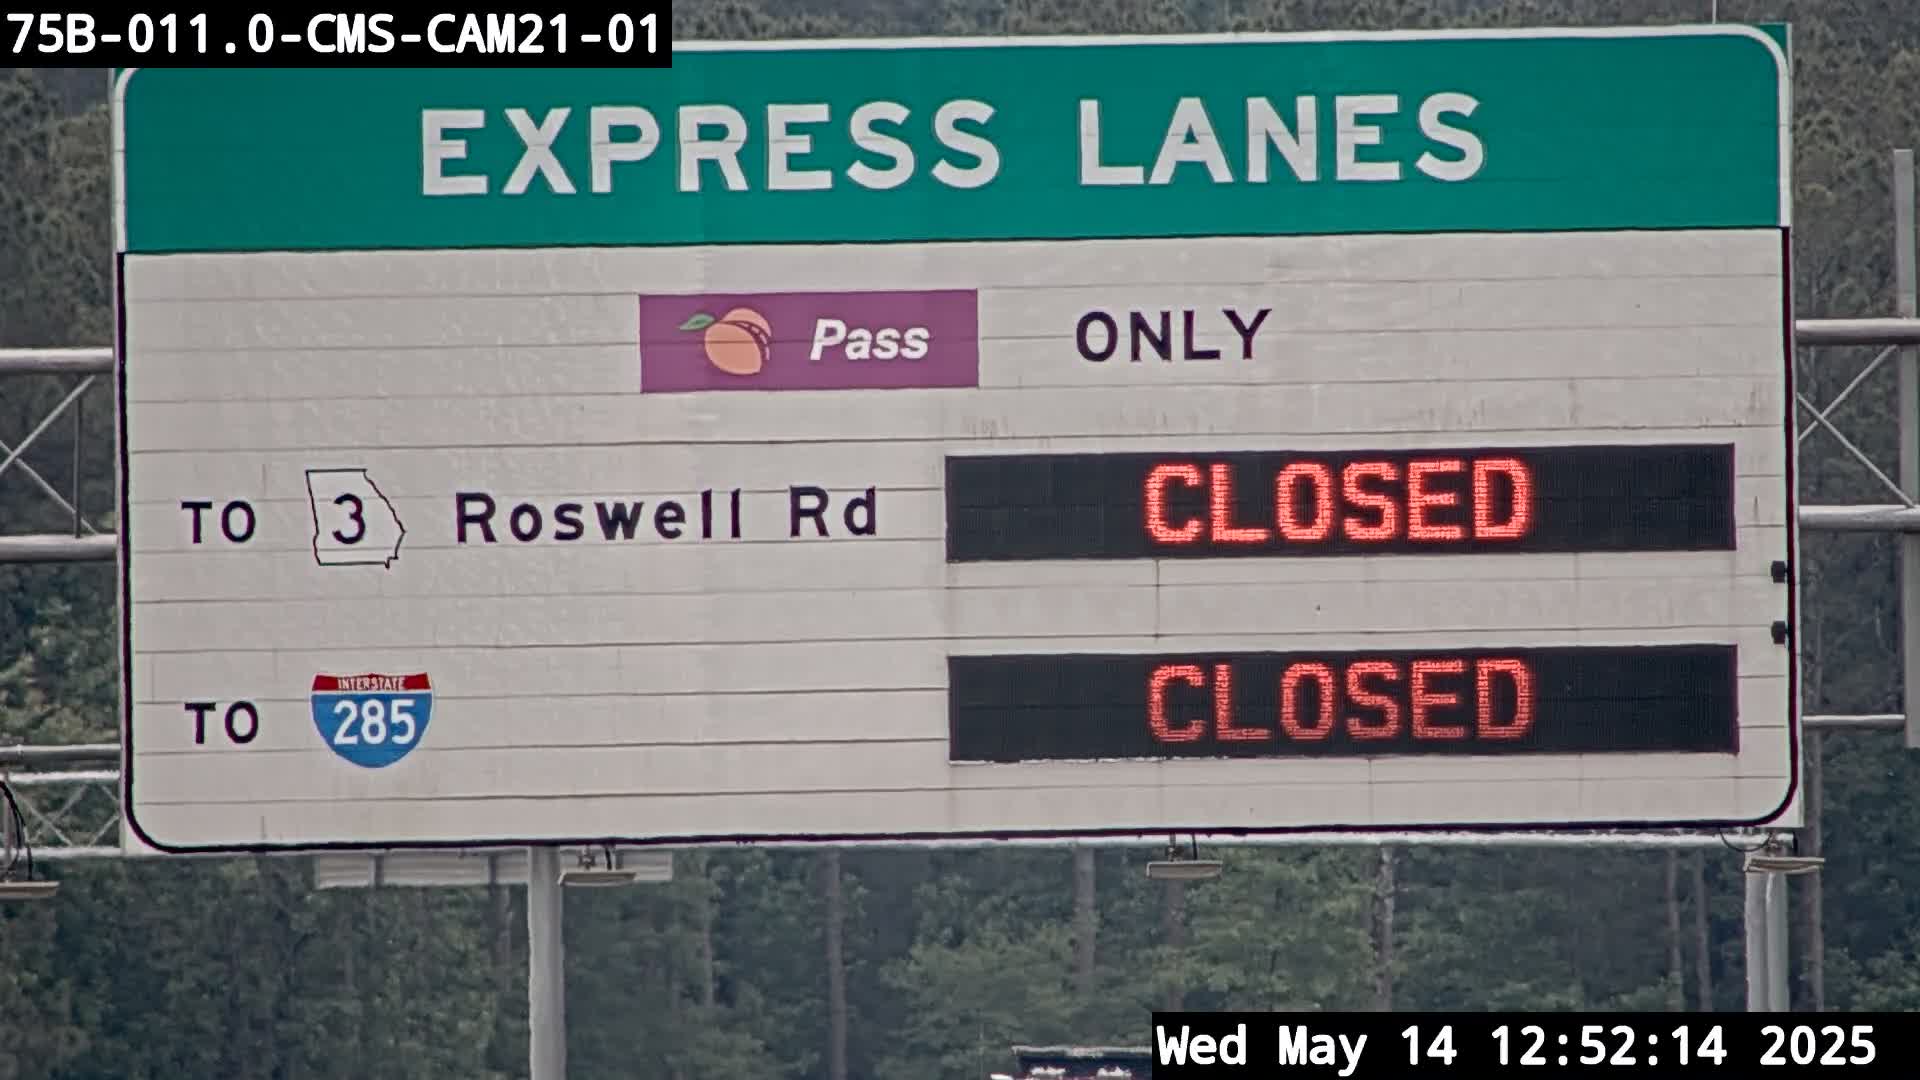 75B-011.0-CMS-CAM21-01
EXPRESS LANES
Pass ONLY
TO 3 Roswell Rd CLOSED
TO INTERSTATE 285 CLOSED
Wed May 14 12:52:14 2025